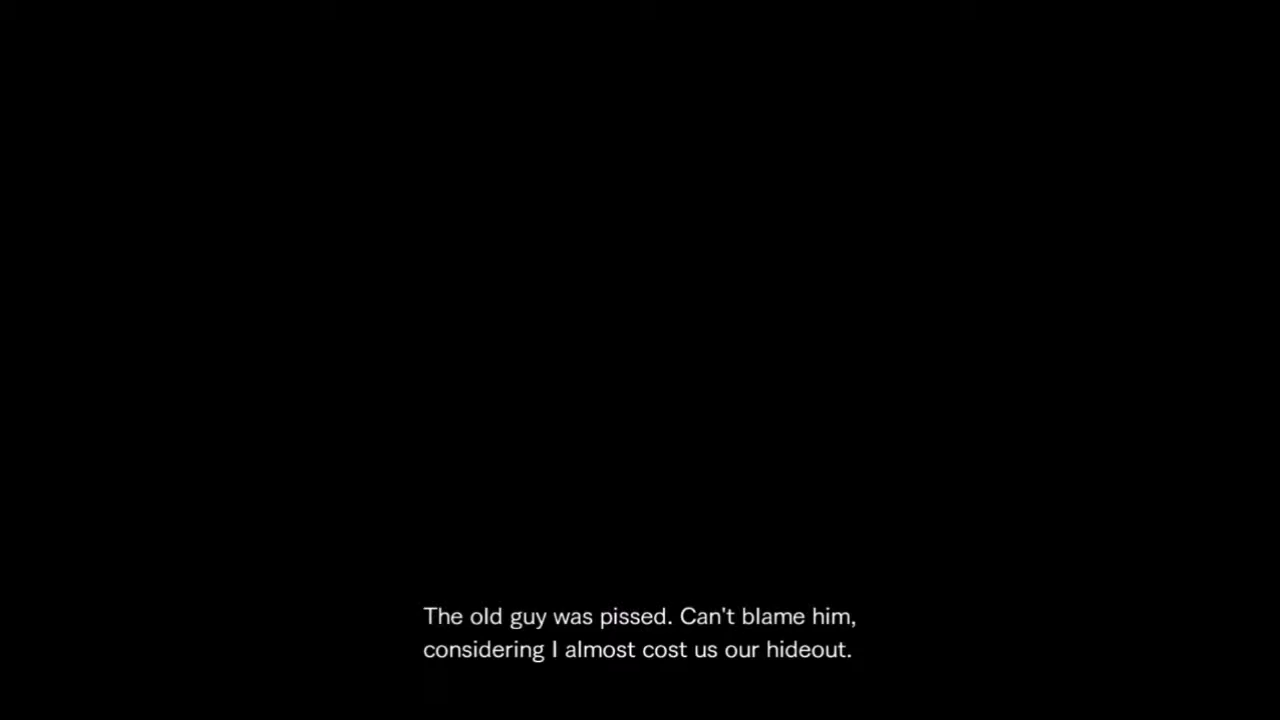 The old guy was pissed. Can't blame him,
considering I almost cost us our hideout.